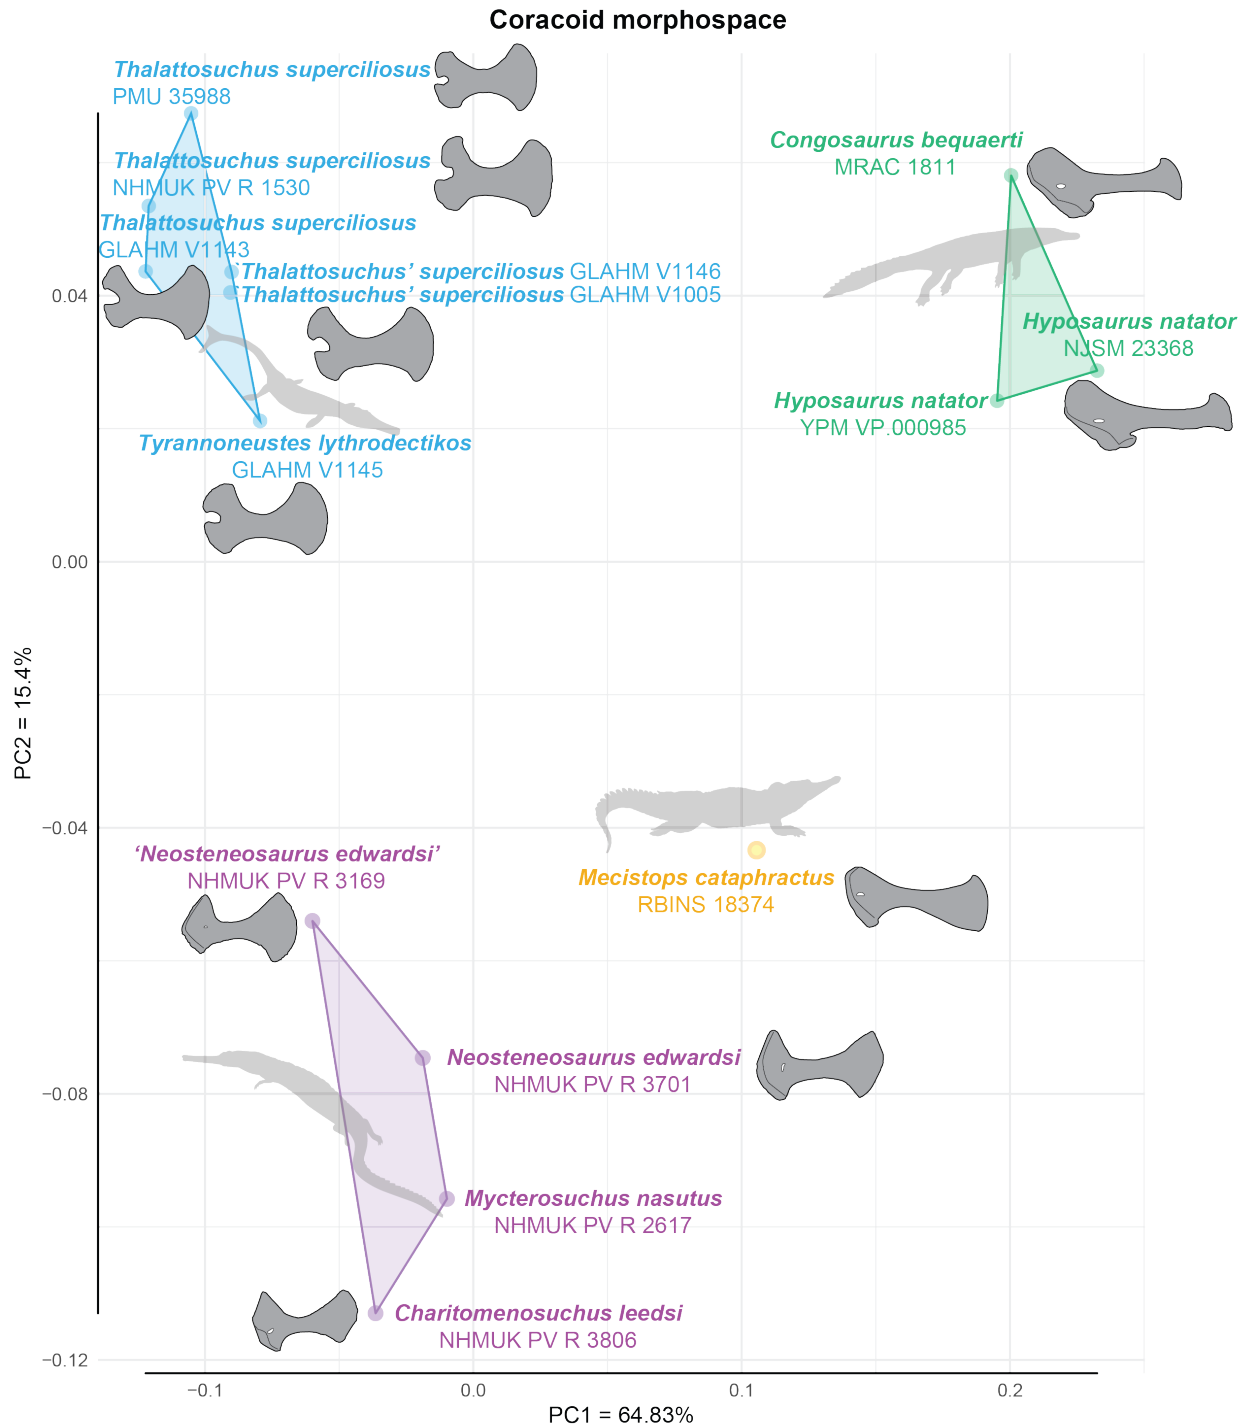 Coracoid morphospace
Thalattosuchus superciliosus
PMU 35988
Thalattosuchus superciliosus
NHMUK PV R 1530
Thalattosuchus superciliosus
GLAHM V1143
‘Thalattosuchus’ superciliosus GLAHM V1146
‘Thalattosuchus’ superciliosus GLAHM V1005
Tyrannoneustes lythrodectikos
GLAHM V1145
Congosaurus bequaerti
MRAC 1811
Hyposaurus natator
NJSM 23368
Hyposaurus natator
YPM VP.000985
Mecistops cataphractus
RBINS 18374
‘Neosteneosaurus edwardsi’
NHMUK PV R 3169
Neosteneosaurus edwardsi
NHMUK PV R 3701
Mycterosuchus nasutus
NHMUK PV R 2617
Charitomenosuchus leedsi
NHMUK PV R 3806
0.04
0.00
−0.04
−0.08
−0.12
PC2 = 15.4%
−0.1
0.0
0.1
0.2
PC1 = 64.83%